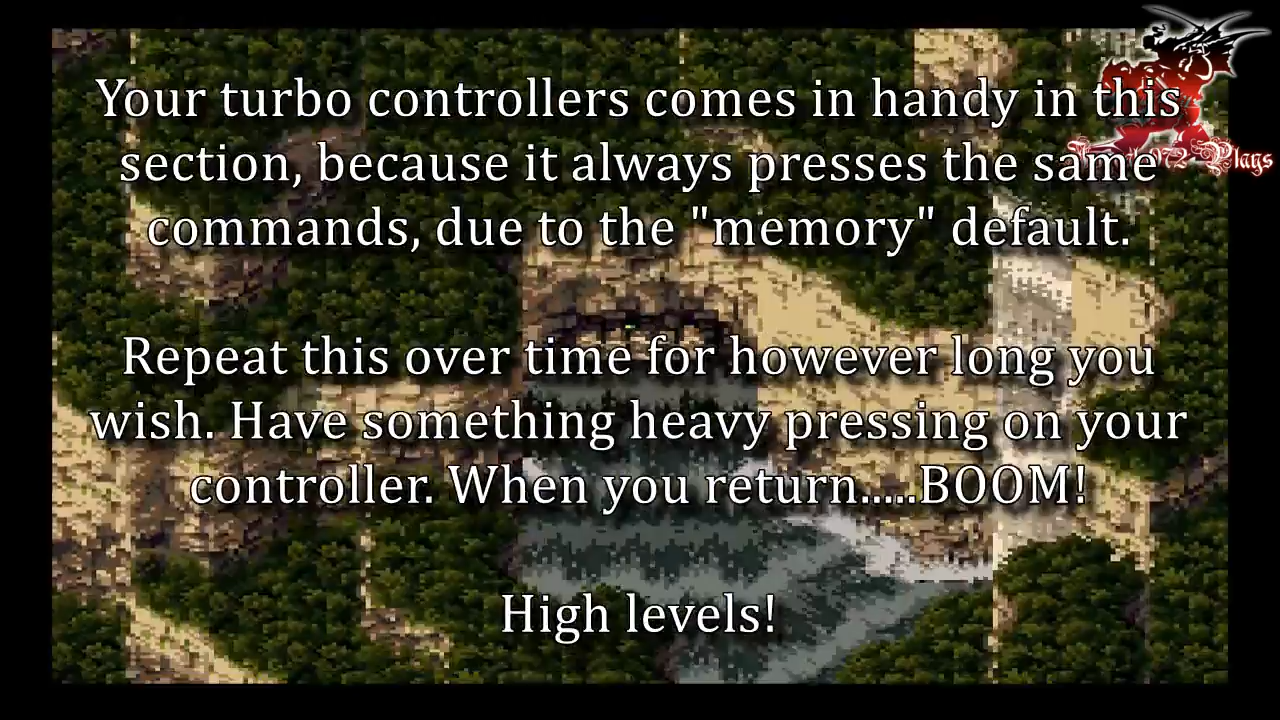 Your turbo controllers comes in handy in this
section, because it always presses the same
commands, due to the "memory" default.
Repeat this over time for however long you
wish. Have something heavy pressing on your
controller. When you return.....BOOM!
High levels!
Plays